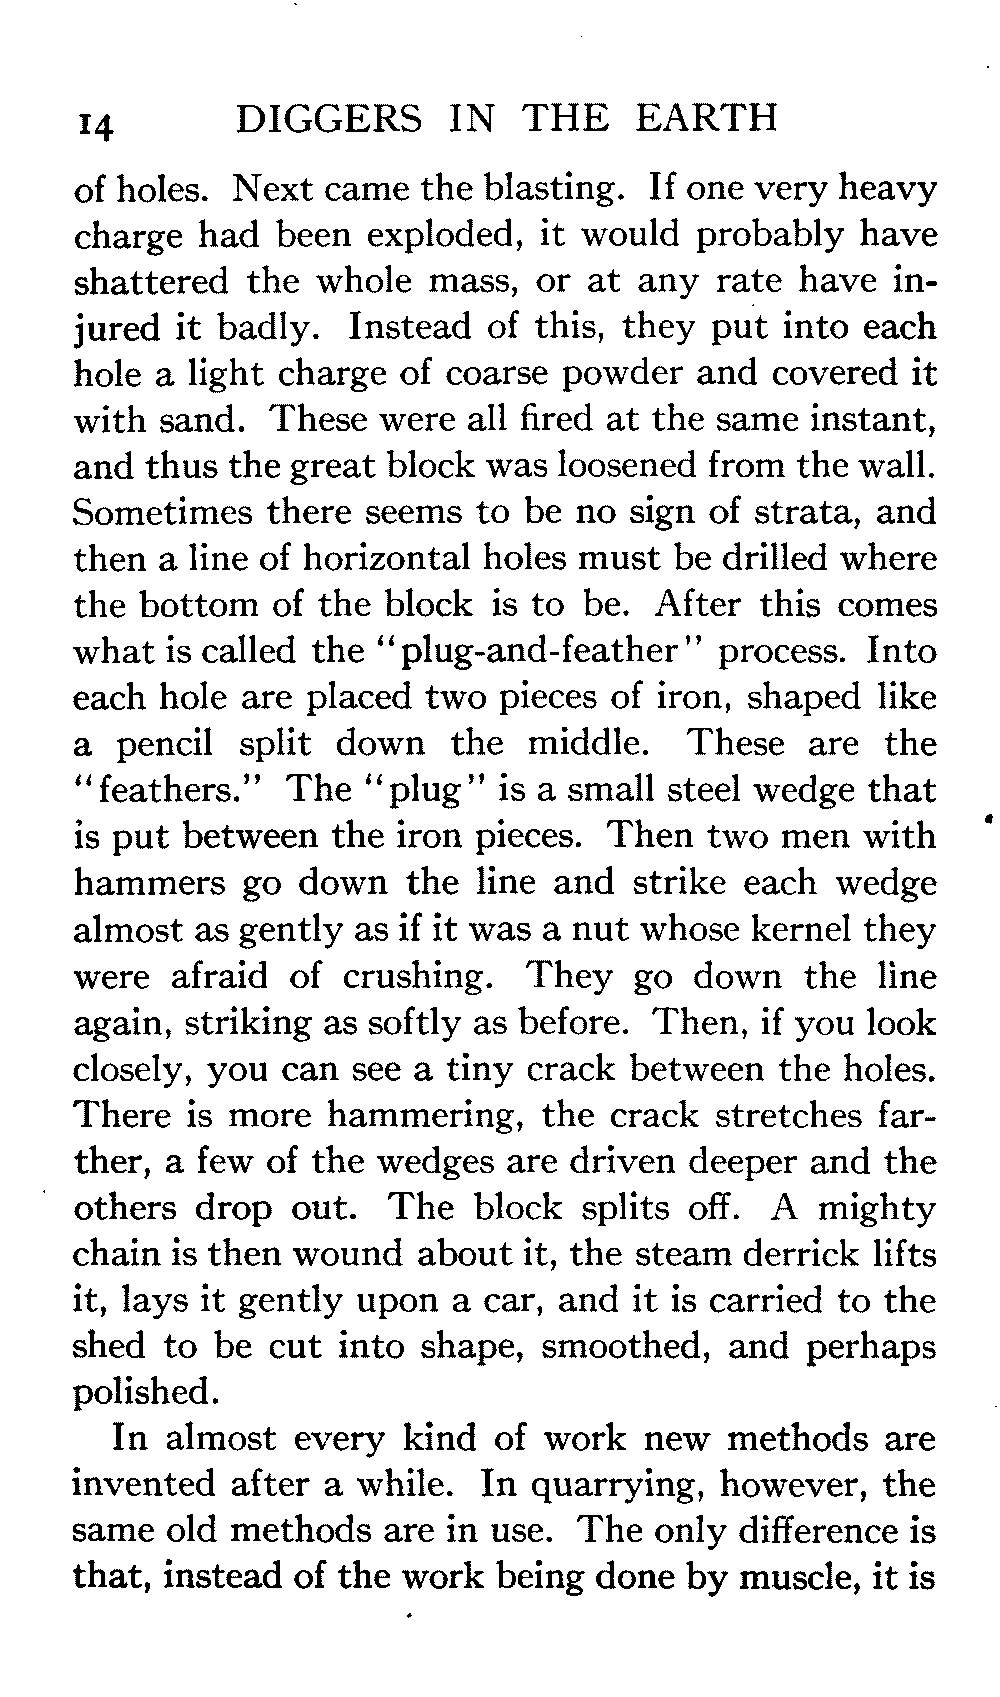 14 DIGGERS IN THE EARTH
of holes. Next came the blasting. If one very heavy
charge had been exploded, it would probably have
shattered the whole mass, or at any rate have in-
jured it badly. Instead of this, they put into each
hole a light charge of coarse powder and covered it
with sand. These were all fired at the same instant,
and thus the great block was loosened from the wall.
Sometimes there seems to be no sign of strata, and
then a line of horizontal holes must be drilled where
the bottom of the block is to be. After this comes
what is called the "plug-and-feather" process. Into
each hole are placed two pieces of iron, shaped like
a pencil split down the middle. These are the
"feathers." The "plug" is a small steel wedge that
is put between the iron pieces. Then two men with
hammers go down the line and strike each wedge
almost as gently as if it was a nut whose kernel they
were afraid of crushing. They go down the line
again, striking as softly as before. Then, if you look
closely, you can see a tiny crack between the holes.
There is more hammering, the crack stretches far-
ther, a few of the wedges are driven deeper and the
others drop out. The block splits off. A mighty
chain is then wound about it, the steam derrick lifts
it, lays it gently upon a car, and it is carried to the
shed to be cut into shape, smoothed, and perhaps
polished.
In almost every kind of work new methods are
invented after a while. In quarrying, however, the
same old methods are in use. The only difference is
that, instead of the work being done by muscle, it is